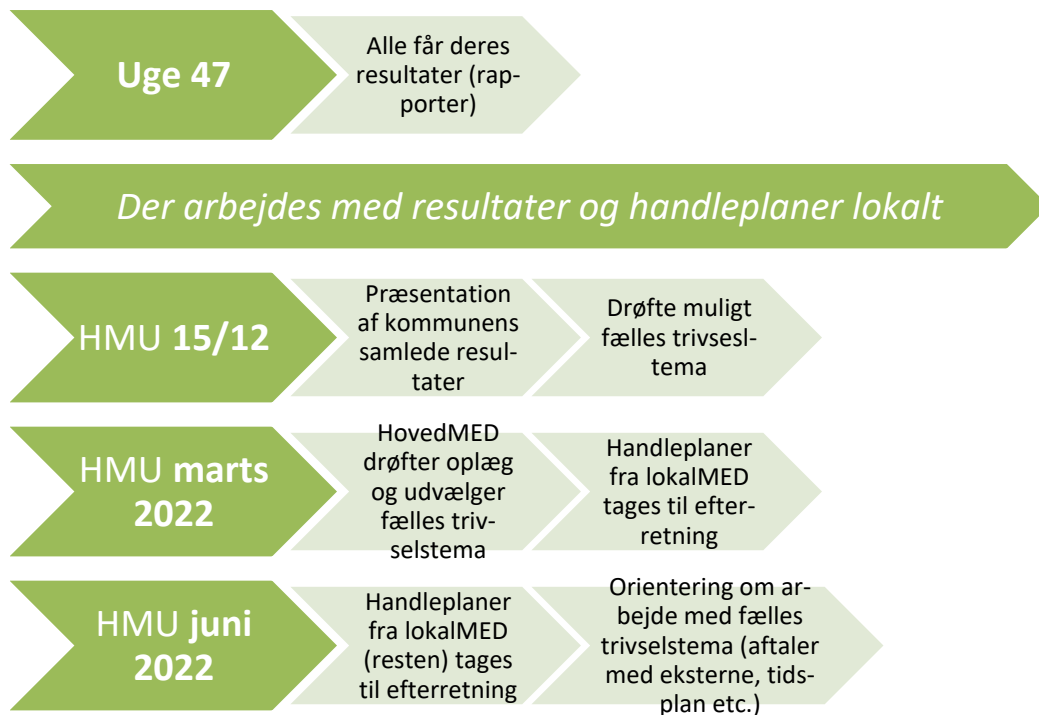 Uge 47
Alle får deres
resultater (rap-
porter)
Der arbejdes med resultater og handleplaner lokalt
HMU 15/12
Præsentation
af kommunens
samlede resul-
tater
Drøfte muligt
fælles trivsesl-
tema
HMU marts
2022
HovedMED
drøfter oplæg
og udvælger
fælles triv-
selstema
Handleplaner
fra lokalMED
tages til efter-
retning
HMU juni
2022
Handleplaner
fra lokalMED
(resten) tages
til efterretning
Orientering om ar-
bejde med fælles
trivselstema (aftaler
med eksterne, tids-
plan etc.)